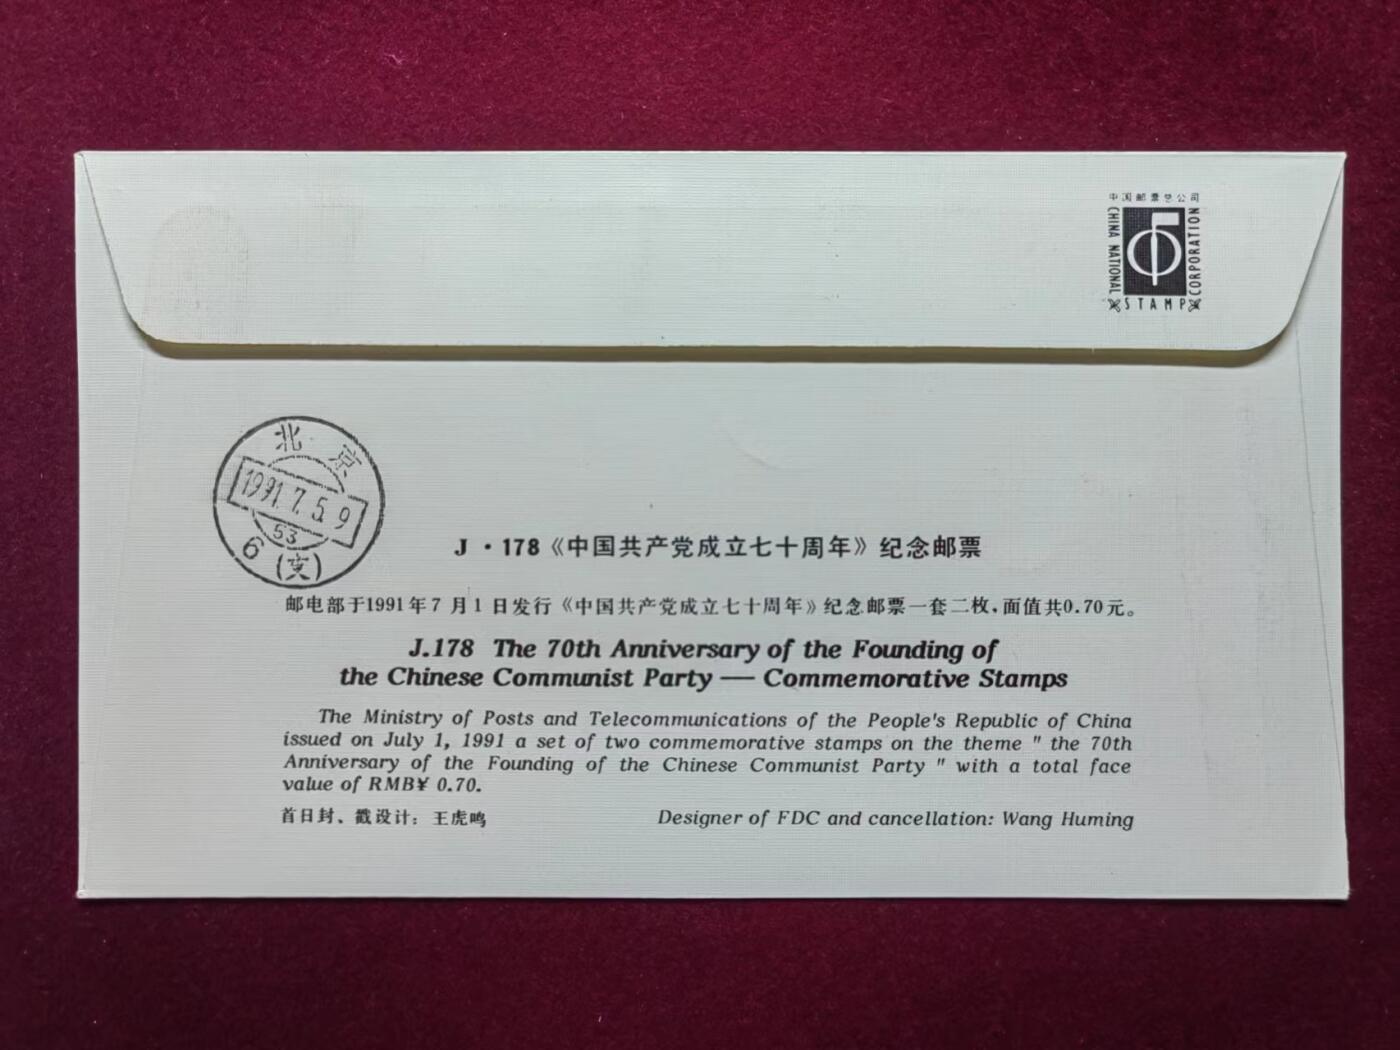 中国邮票总公司
CHINA NATIONAL
STAMP
CORPORATION
北京
1991.7.5.9
53
6(支)
J·178《中国共产党成立七十周年》纪念邮票
邮电部于1991年7月1日发行《中国共产党成立七十周年》纪念邮票一套二枚,面值共0.70元。
J.178 The 70th Anniversary of the Founding of
the Chinese Communist Party — Commemorative Stamps
The Ministry of Posts and Telecommunications of the People's Republic of China
issued on July 1, 1991 a set of two commemorative stamps on the theme " the 70th
Anniversary of the Founding of the Chinese Communist Party " with a total face
value of RMB¥ 0.70.
首日封、戳设计：王虎鸣
Designer of FDC and cancellation: Wang Huming